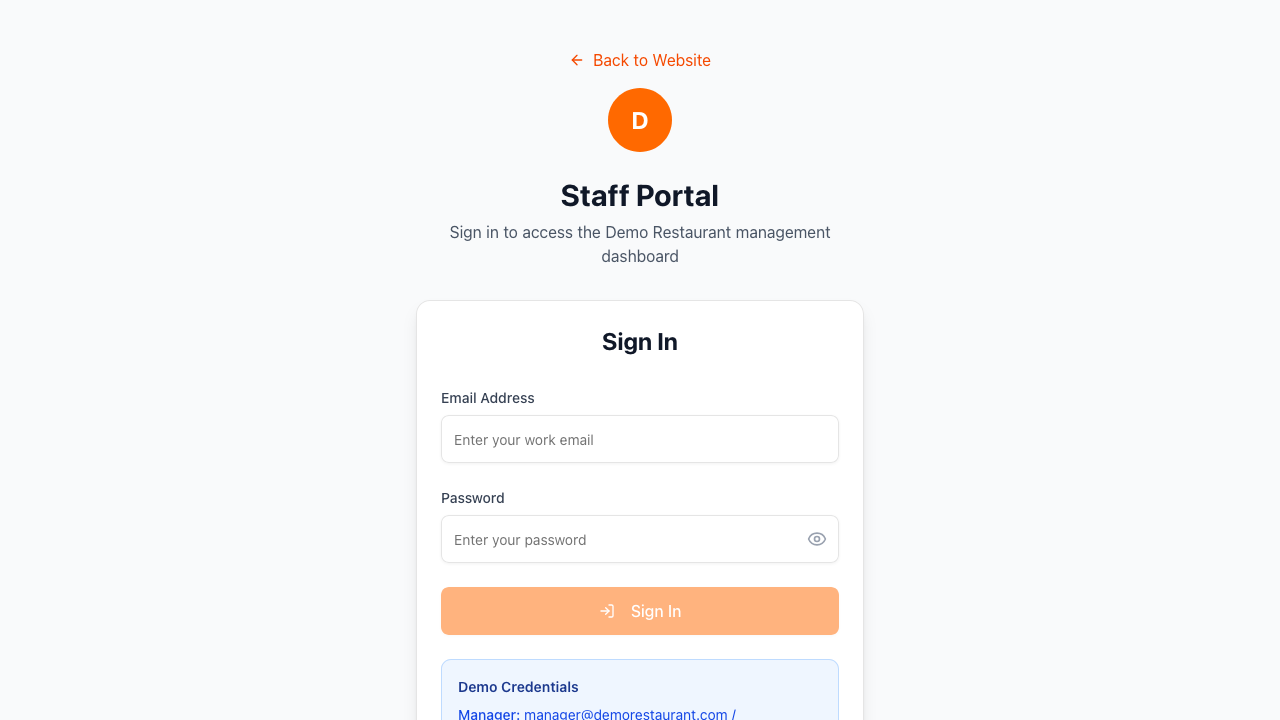 Back to Website
D
Staff Portal
Sign in to access the Demo Restaurant management
dashboard
Sign In
Email Address
Enter your work email
Password
Enter your password
Sign In
Demo Credentials
Manager: manager@demorestaurant.com /